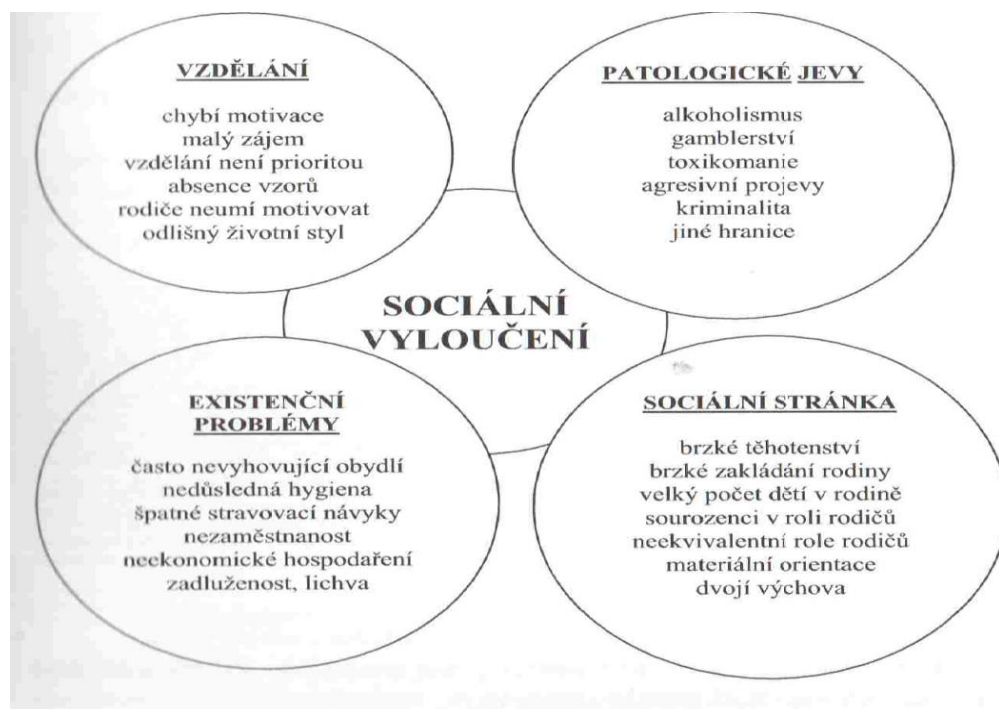 VZDĚLÁNÍ
chybí motivace
malý zájem
vzdělání není prioritou
absence vzorů
rodiče neumí motivovat
odlišný životní styl
PATOLOGICKÉ JEVY
alkoholismus
gamblerství
toxikomanie
agresivní projevy
kriminalita
jiné hranice
SOCIÁLNÍ
VYLOUČENÍ
EXISTENČNÍ
PROBLÉMY
často nevyhovující obydlí
nedůsledná hygiena
špatné stravovací návyky
nezaměstnanost
neekonomické hospodaření
zadluženost, lichva
SOCIÁLNÍ STRÁNKA
brzké těhotenství
brzké zakládání rodiny
velký počet dětí v rodině
sourozenci v roli rodičů
neekvivalentní role rodičů
materiální orientace
dvojí výchova